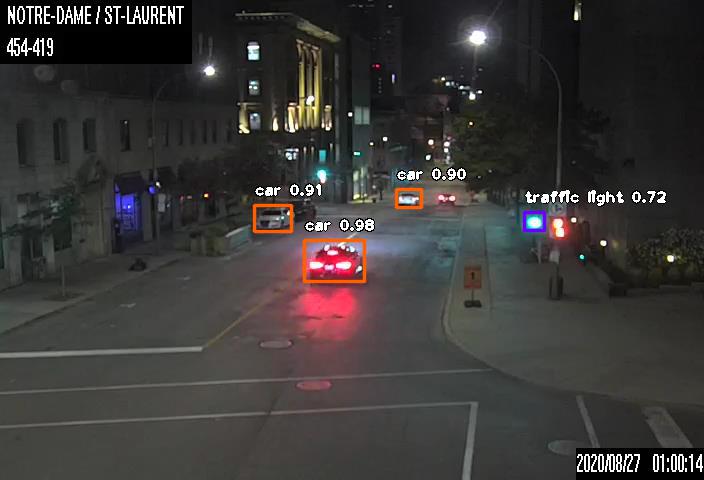 NOTRE-DAME / ST-LAURENT
454-419
car 0.90
car 0.91
traffic light 0.72
car 0.98
2020/08/27 01:00:14